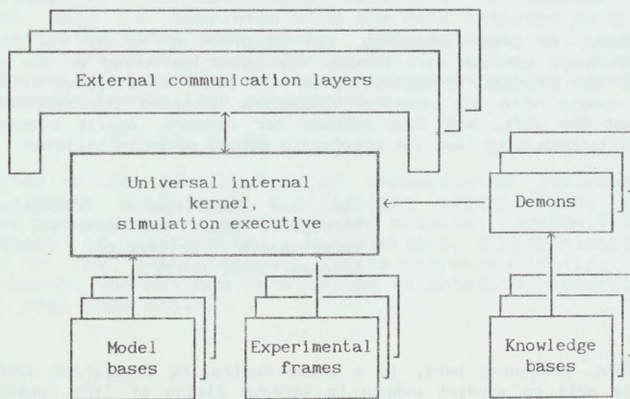 External communication layers
Universal internal
kernel,
simulation executive
Demons
Model
bases
Experimental
frames
Knowledge
bases